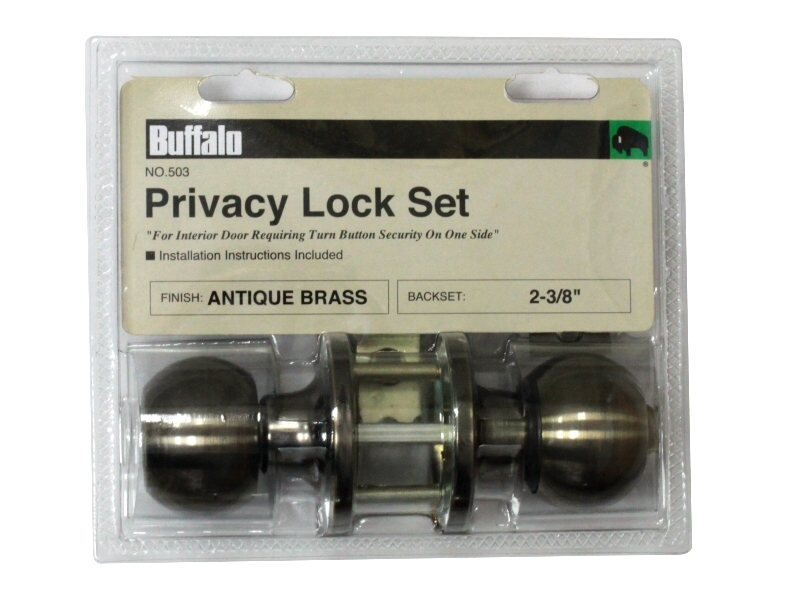 Buffalo
®
NO.503
Privacy Lock Set
"For Interior Door Requiring Turn Button Security On One Side"
■ Installation Instructions Included
FINISH: ANTIQUE BRASS
BACKSET: 2-3/8"